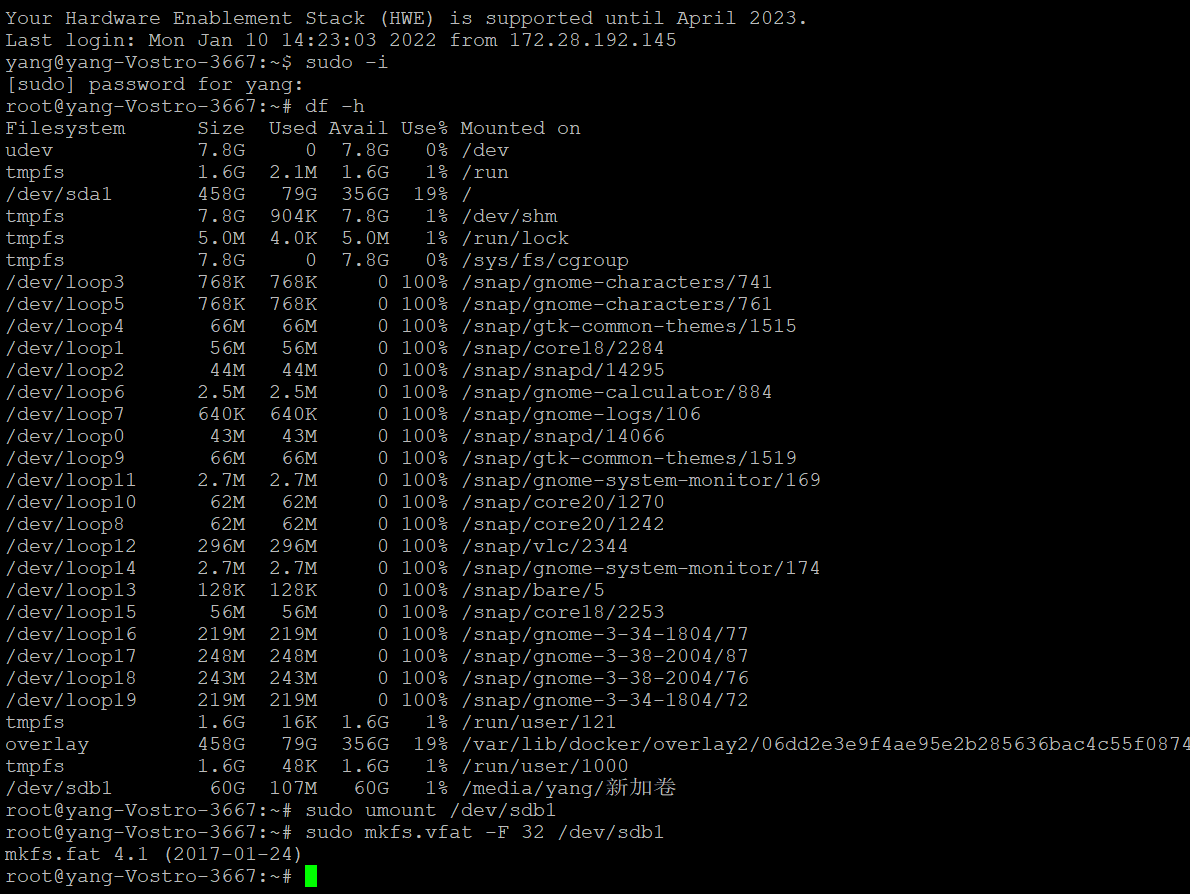 Your Hardware Enablement Stack (HWE) is supported until April 2023.
Last login: Mon Jan 10 14:23:03 2022 from 172.28.192.145
yang@yang-Vostro-3667:~$ sudo -i
[sudo] password for yang:
root@yang-Vostro-3667:~# df -h
Filesystem      Size  Used Avail Use% Mounted on
udev            7.8G     0  7.8G   0% /dev
tmpfs           1.6G  2.1M  1.6G   1% /run
/dev/sda1       458G   79G  356G  19% /
tmpfs           7.8G  904K  7.8G   1% /dev/shm
tmpfs           5.0M  4.0K  5.0M   1% /run/lock
tmpfs           7.8G     0  7.8G   0% /sys/fs/cgroup
/dev/loop3      768K  768K     0 100% /snap/gnome-characters/741
/dev/loop5      768K  768K     0 100% /snap/gnome-characters/761
/dev/loop4       66M   66M     0 100% /snap/gtk-common-themes/1515
/dev/loop1       56M   56M     0 100% /snap/core18/2284
/dev/loop2       44M   44M     0 100% /snap/snapd/14295
/dev/loop6      2.5M  2.5M     0 100% /snap/gnome-calculator/884
/dev/loop7      640K  640K     0 100% /snap/gnome-logs/106
/dev/loop0       43M   43M     0 100% /snap/snapd/14066
/dev/loop9       66M   66M     0 100% /snap/gtk-common-themes/1519
/dev/loop11     2.7M  2.7M     0 100% /snap/gnome-system-monitor/169
/dev/loop10      62M   62M     0 100% /snap/core20/1270
/dev/loop8       62M   62M     0 100% /snap/core20/1242
/dev/loop12     296M  296M     0 100% /snap/vlc/2344
/dev/loop14     2.7M  2.7M     0 100% /snap/gnome-system-monitor/174
/dev/loop13     128K  128K     0 100% /snap/bare/5
/dev/loop15      56M   56M     0 100% /snap/core18/2253
/dev/loop16     219M  219M     0 100% /snap/gnome-3-34-1804/77
/dev/loop17     248M  248M     0 100% /snap/gnome-3-38-2004/87
/dev/loop18     243M  243M     0 100% /snap/gnome-3-38-2004/76
/dev/loop19     219M  219M     0 100% /snap/gnome-3-34-1804/72
tmpfs           1.6G   16K  1.6G   1% /run/user/121
overlay         458G   79G  356G  19% /var/lib/docker/overlay2/06dd2e3e9f4ae95e2b285636bac4c55f0874
tmpfs           1.6G   48K  1.6G   1% /run/user/1000
/dev/sdb1        60G  107M   60G   1% /media/yang/新加卷
root@yang-Vostro-3667:~# sudo umount /dev/sdb1
root@yang-Vostro-3667:~# sudo mkfs.vfat -F 32 /dev/sdb1
mkfs.fat 4.1 (2017-01-24)
root@yang-Vostro-3667:~#